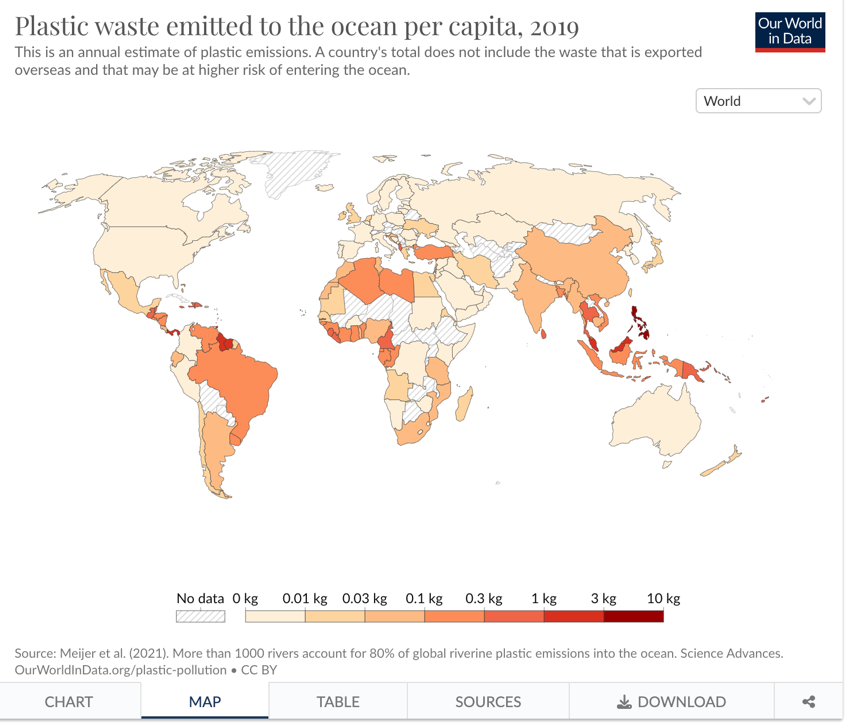 Plastic waste emitted to the ocean per capita, 2019
Our World
in Data
This is an annual estimate of plastic emissions. A country's total does not include the waste that is exported
overseas and that may be at higher risk of entering the ocean.
World
No data 0 kg 0.01 kg 0.03 kg 0.1 kg 0.3 kg 1 kg 3 kg 10 kg
Source: Meijer et al. (2021). More than 1000 rivers account for 80% of global riverine plastic emissions into the ocean. Science Advances.
OurWorldInData.org/plastic-pollution • CC BY
CHART MAP TABLE SOURCES DOWNLOAD